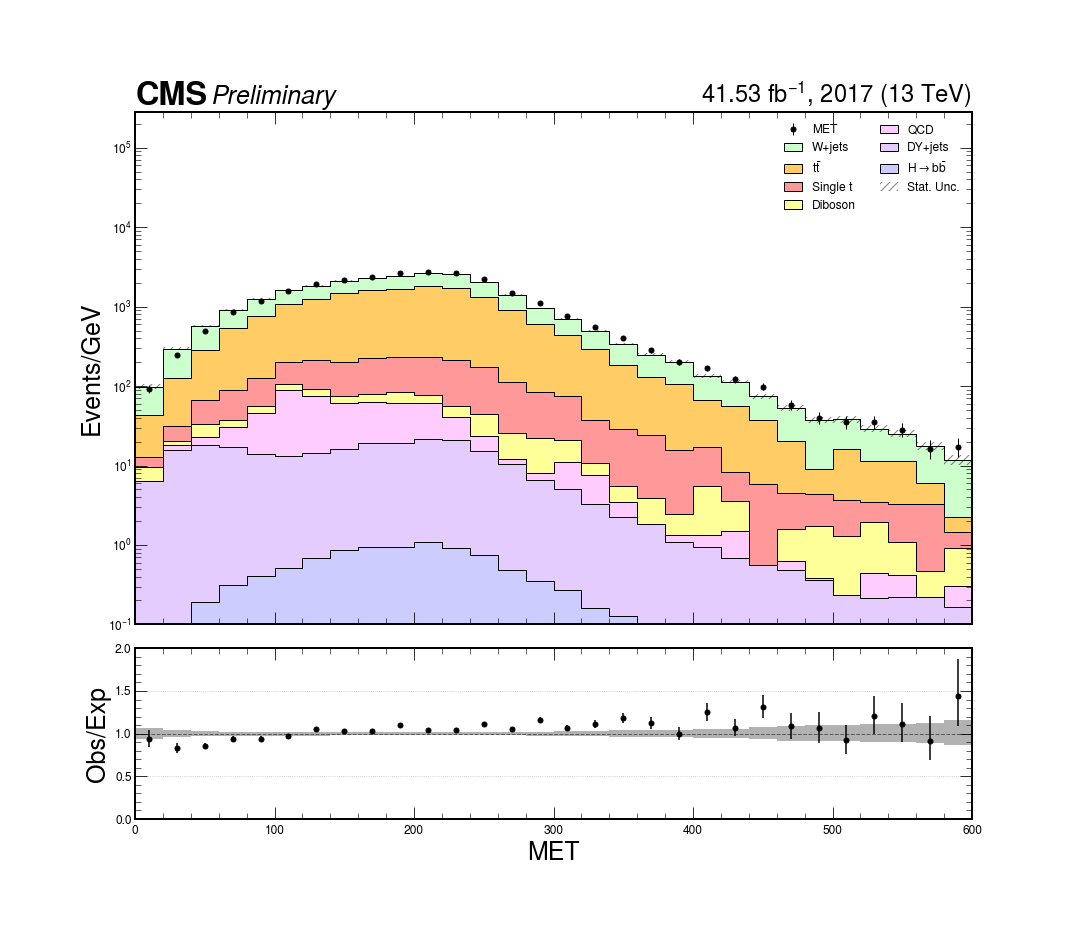 CMS Preliminary 41.53 fb⁻¹, 2017 (13 TeV)
MET
W+jets
tt̄
Single t
Diboson
QCD
DY+jets
H→bb̄
Stat. Unc.
Events/GeV
10⁵
10⁴
10³
10²
10¹
10⁰
10⁻¹
Obs/Exp
2.0
1.5
1.0
0.5
0.0
0 100 200 300 400 500 600
MET